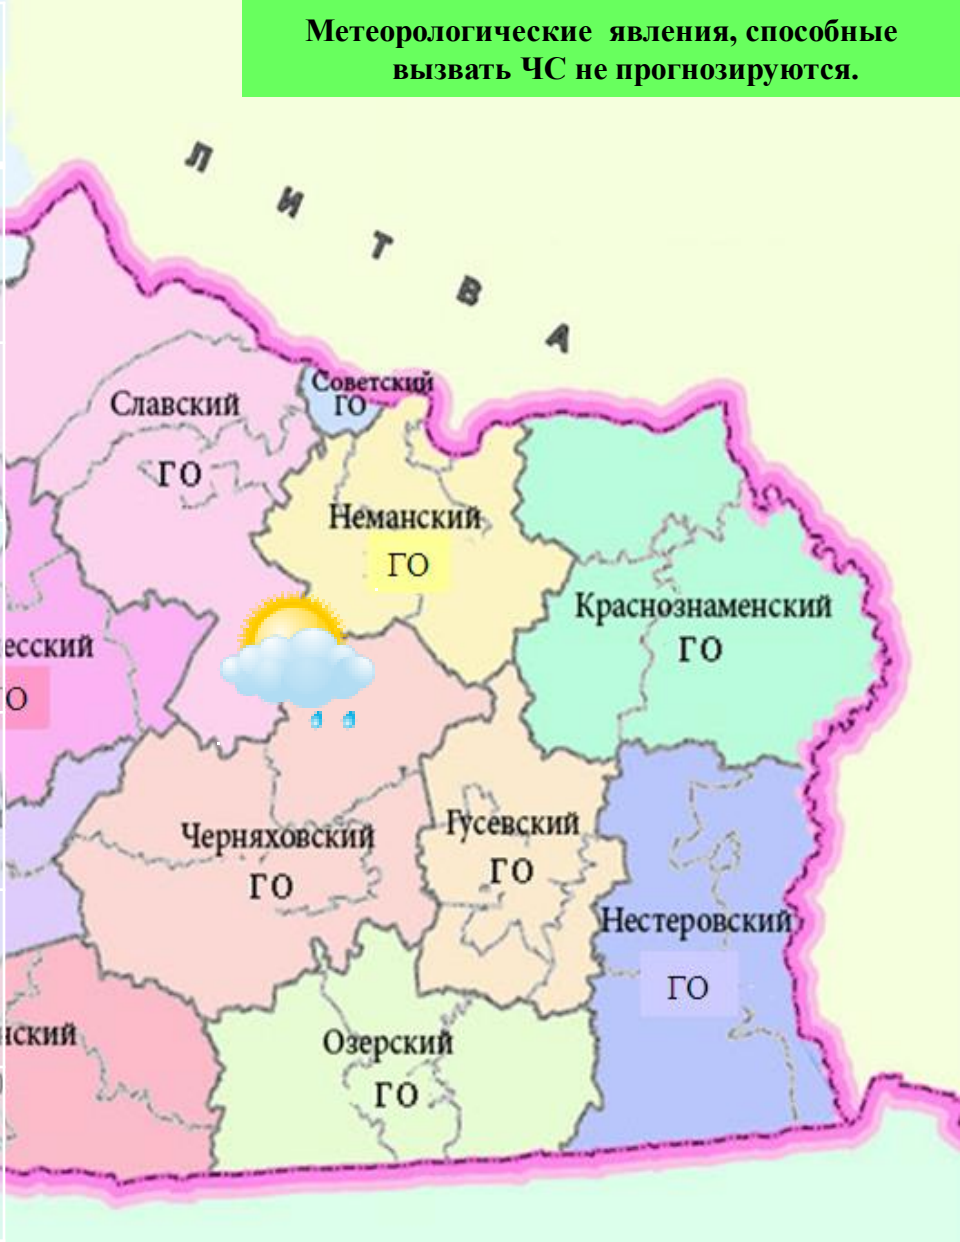 Метеорологические явления, способные
вызвать ЧС не прогнозируются.
ЛИТВА
Советский
ГО
Славский
ГО
Неманский
ГО
Краснознаменский
ГО
есский
О
Черняховский
ГО
Гусевский
ГО
Нестеровский
ГО
нский
Озерский
ГО